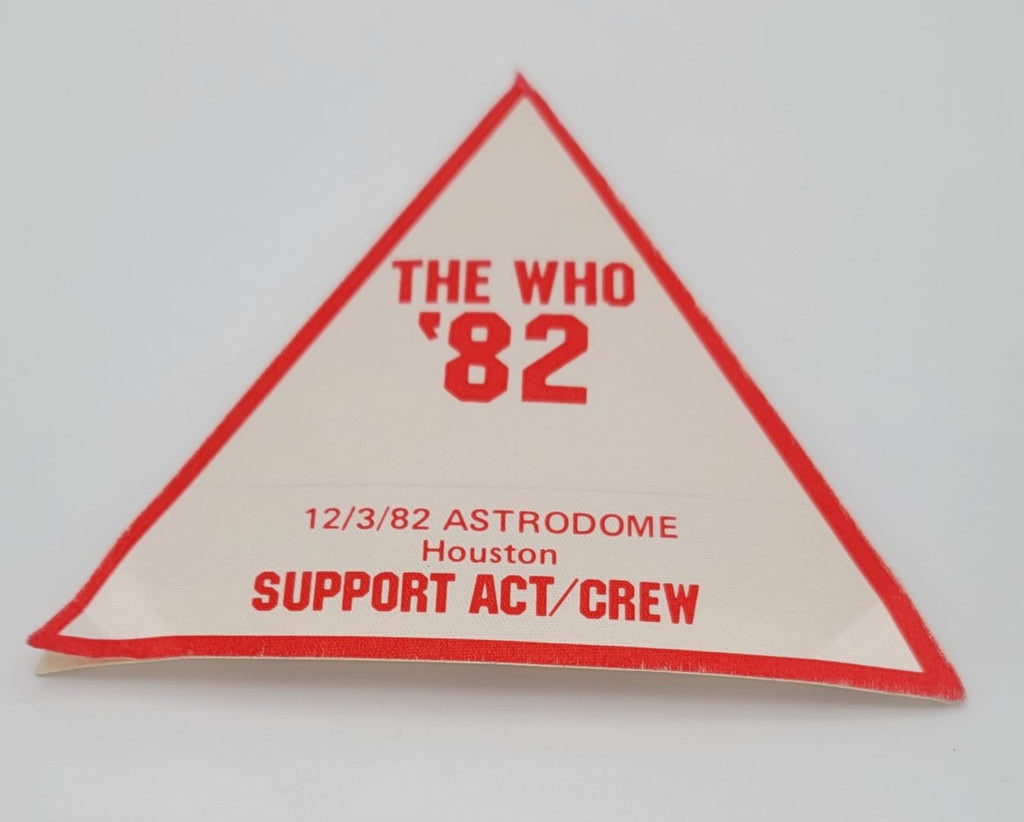 THE WHO
'82
12/3/82 ASTRODOME
Houston
SUPPORT ACT/CREW